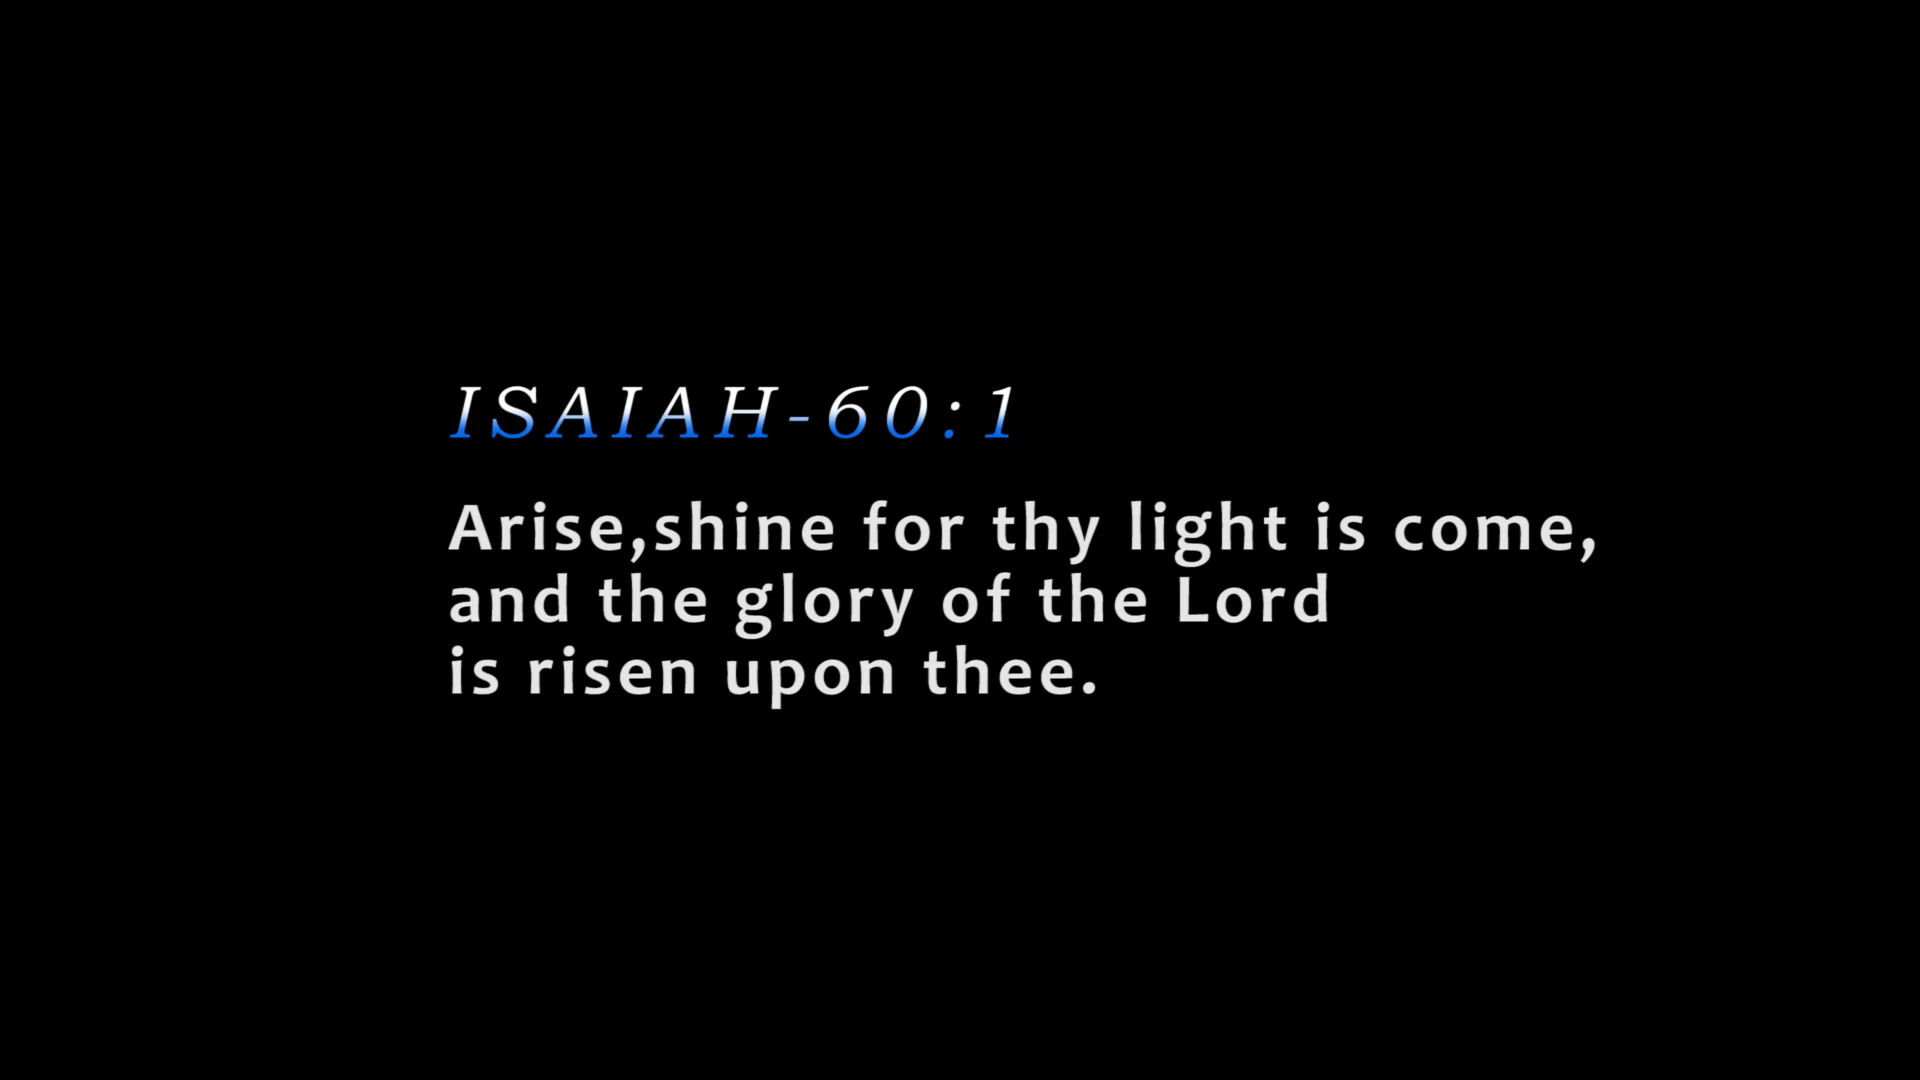 ISAIAH-60:1
Arise,shine for thy light is come,
and the glory of the Lord
is risen upon thee.